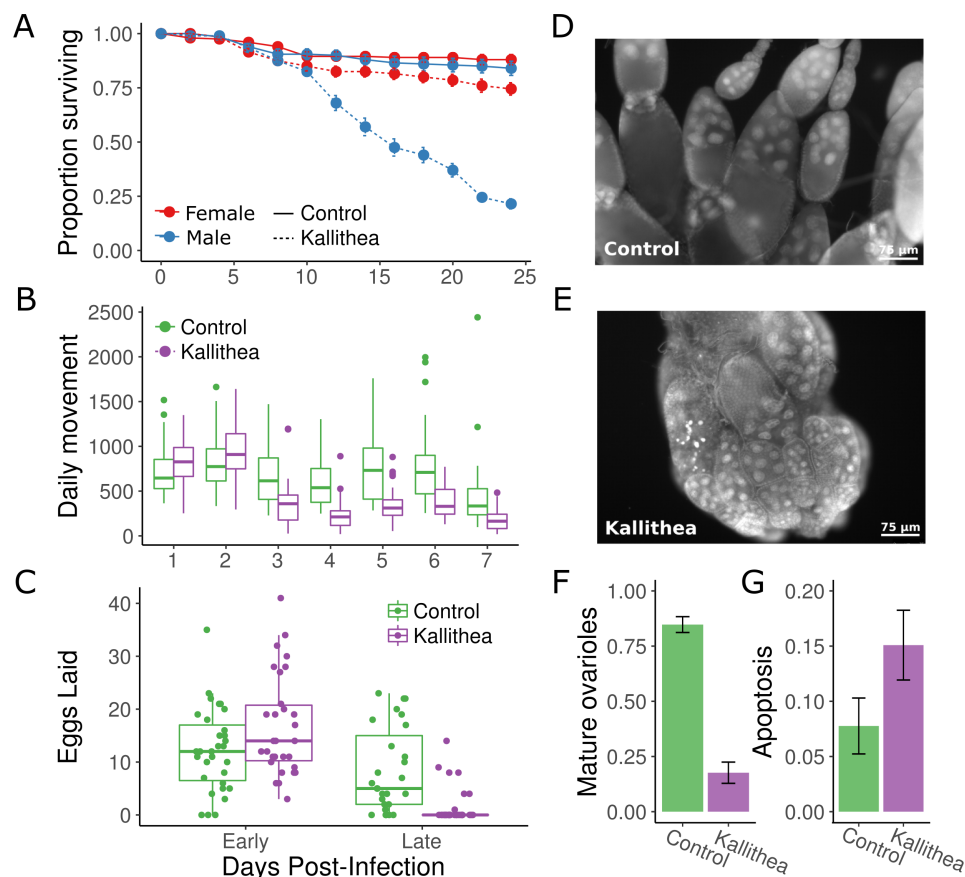 A
Proportion surviving
1.00
0.75
0.50
0.25
0.00
Female
Male
Control
Kallithea
0 5 10 15 20 25
B
Daily movement
2500
2000
1500
1000
500
0
Control
Kallithea
1 2 3 4 5 6 7
C
Eggs Laid
40
30
20
10
0
Control
Kallithea
Early Late
Days Post-Infection
D
Control
75 µm
E
Kallithea
75 µm
F
Mature ovarioles
1.00
0.75
0.50
0.25
0.00
Control Kallithea
G
Apoptosis
0.20
0.15
0.10
0.05
0.00
Control Kallithea